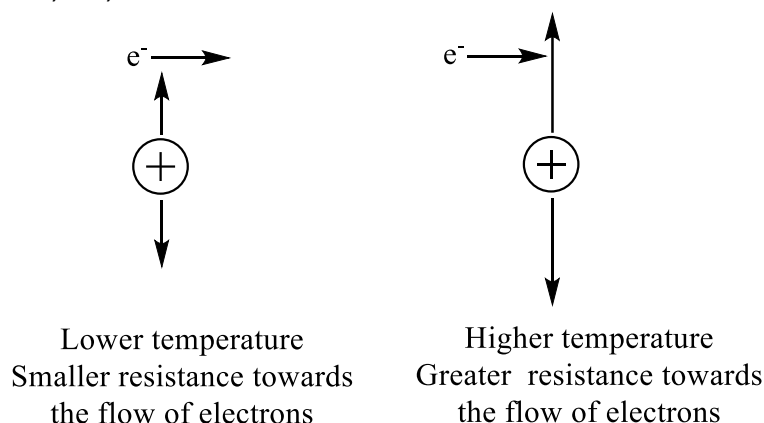 e⁻
+
Lower temperature
Smaller resistance towards
the flow of electrons
e⁻
+
Higher temperature
Greater resistance towards
the flow of electrons